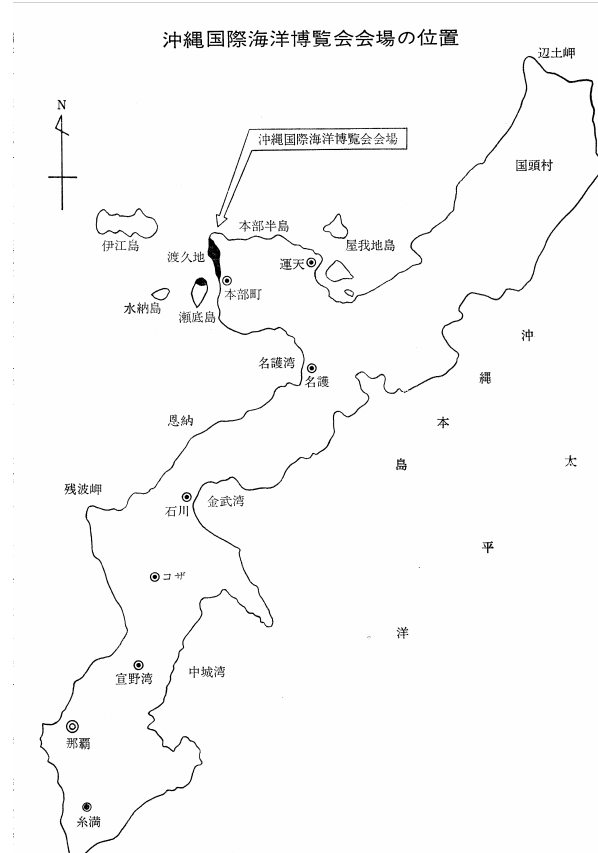 沖縄国際海洋博覧会会場の位置
辺土岬
N
沖縄国際海洋博覧会会場
国頭村
伊江島
本部半島
屋我地島
渡久地
運天
本部町
水納島
瀬底島
沖縄本島
名護湾
名護
恩納
太平洋
残波岬
石川
金武湾
コザ
宣野湾
中城湾
那覇
糸満